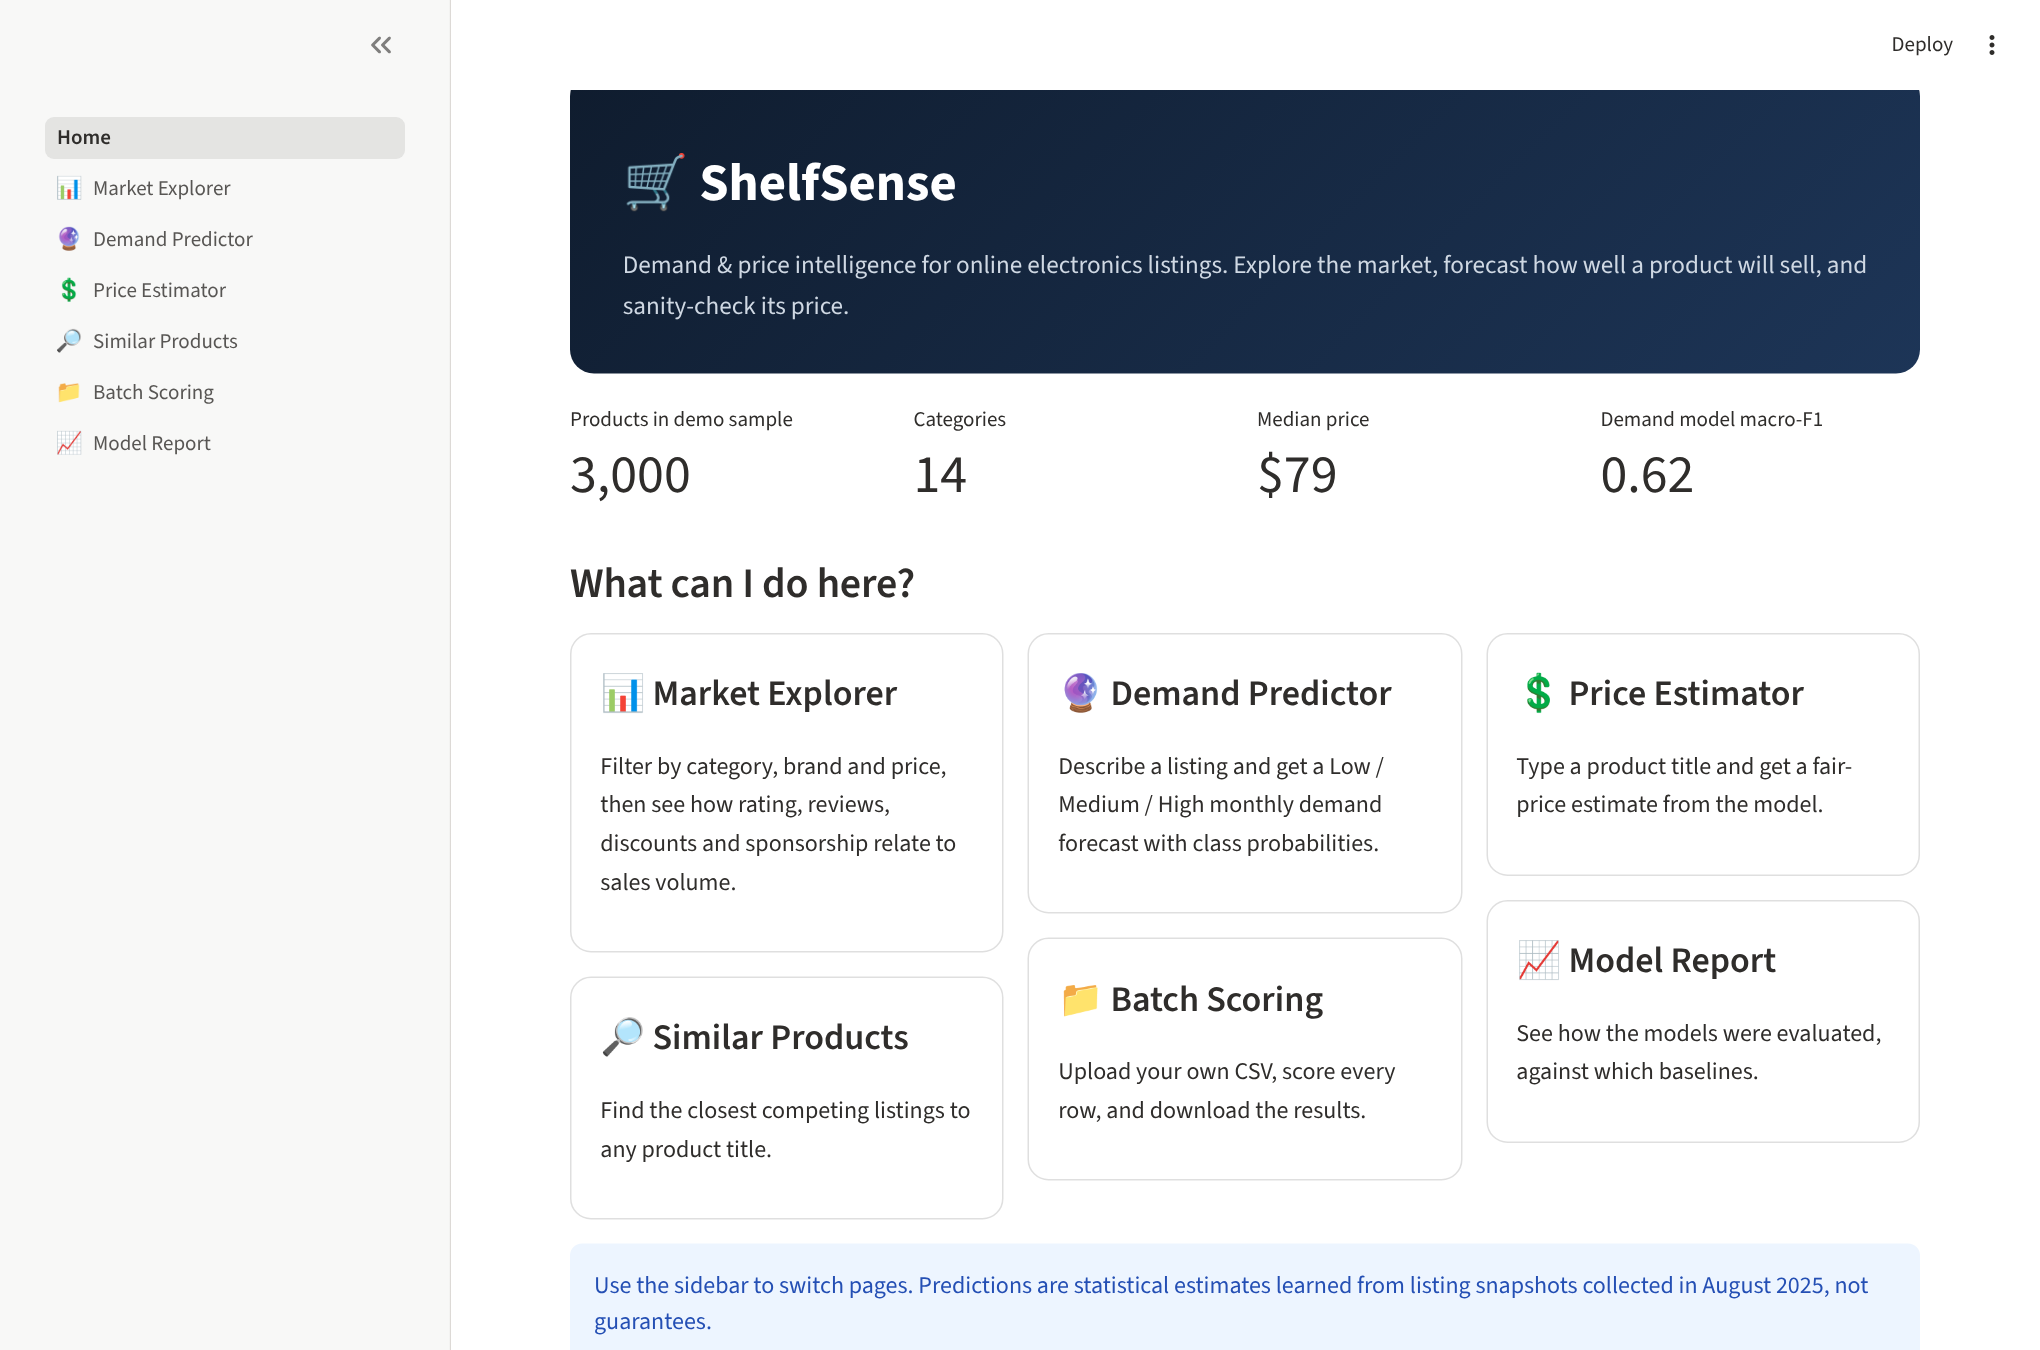 Deploy
Home
Market Explorer
Demand Predictor
Price Estimator
Similar Products
Batch Scoring
Model Report
ShelfSense
Demand & price intelligence for online electronics listings. Explore the market, forecast how well a product will sell, and
sanity-check its price.
Products in demo sample
3,000
Categories
14
Median price
$79
Demand model macro-F1
0.62
What can I do here?
Market Explorer
Filter by category, brand and price,
then see how rating, reviews,
discounts and sponsorship relate to
sales volume.
Demand Predictor
Describe a listing and get a Low /
Medium / High monthly demand
forecast with class probabilities.
Price Estimator
Type a product title and get a fair-
price estimate from the model.
Similar Products
Find the closest competing listings to
any product title.
Batch Scoring
Upload your own CSV, score every
row, and download the results.
Model Report
See how the models were evaluated,
against which baselines.
Use the sidebar to switch pages. Predictions are statistical estimates learned from listing snapshots collected in August 2025, not
guarantees.